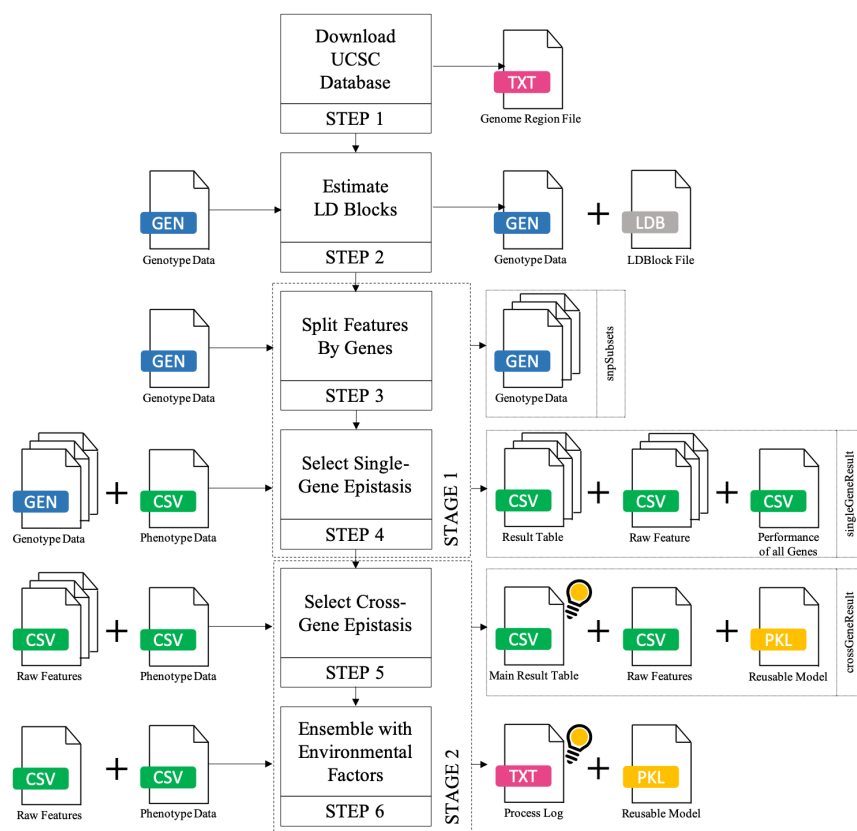 Download
UCSC
Database
STEP 1
TXT
Genome Region File
GEN
Genotype Data
Estimate
LD Blocks
STEP 2
GEN
Genotype Data
+
LDB
LDBlock File
GEN
Genotype Data
Split Features
By Genes
STEP 3
GEN
Genotype Data
snpSubsets
GEN
Genotype Data
+
CSV
Phenotype Data
Select Single-
Gene Epistasis
STEP 4
STAGE 1
CSV
Result Table
+
CSV
Raw Feature
+
CSV
Performance
of all Genes
singleGeneResult
CSV
Raw Features
+
CSV
Phenotype Data
Select Cross-
Gene Epistasis
STEP 5
CSV
Main Result Table
+
CSV
Raw Features
+
PKL
Reusable Model
crossGeneResult
CSV
Raw Features
+
CSV
Phenotype Data
Ensemble with
Environmental
Factors
STEP 6
STAGE 2
TXT
Process Log
+
PKL
Reusable Model